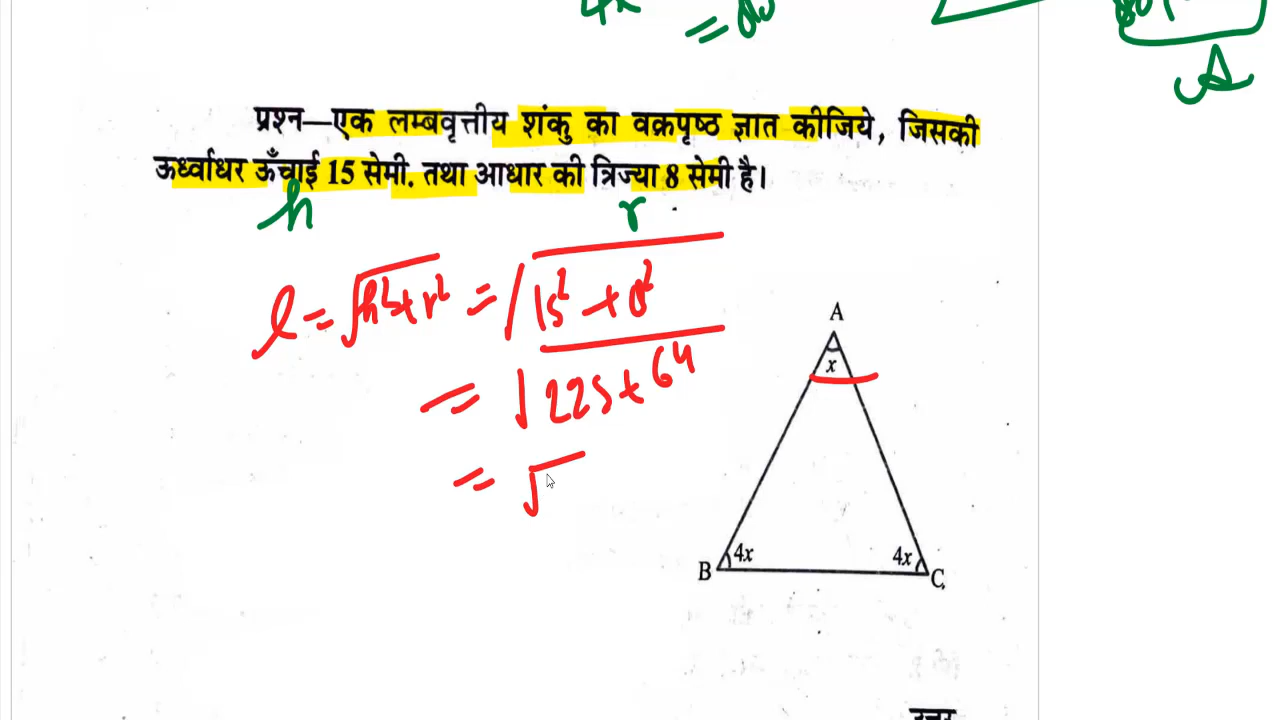 4x
=
A
प्रश्न—एक लम्बवृत्तीय शंकु का वक्रपृष्ठ ज्ञात कीजिये, जिसकी
ऊर्ध्वाधर ऊँचाई 15 सेमी. तथा आधार की त्रिज्या 8 सेमी है।
h r
l = √h²+r² = √15² + 8²
= √225+64
= √
A
x
B 4x 4x C